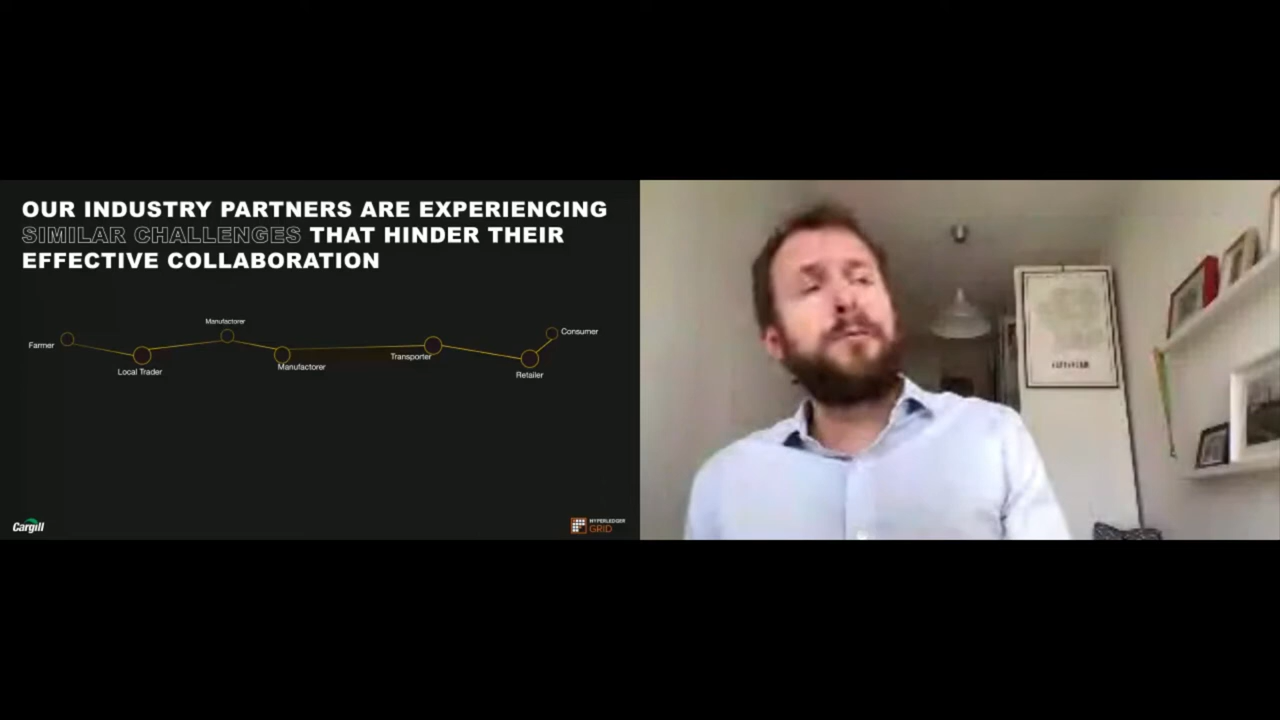 OUR INDUSTRY PARTNERS ARE EXPERIENCING
SIMILAR CHALLENGES THAT HINDER THEIR
EFFECTIVE COLLABORATION
Manufactorer
Consumer
Farmer
Transporter
Manufactorer
Local Trader
Retailer
Cargill
HYPERLEDGER
GRID